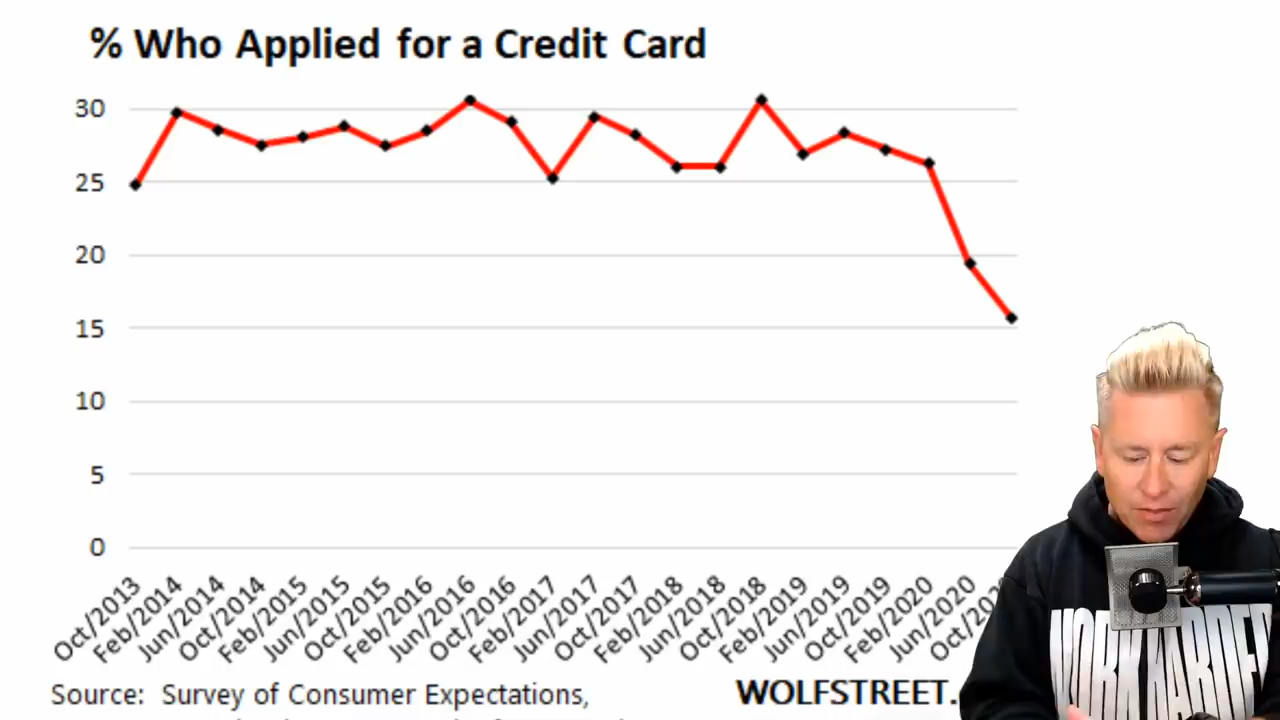 % Who Applied for a Credit Card
30
25
20
15
10
5
0
Oct/2013
Feb/2014
Jun/2014
Oct/2014
Feb/2015
Jun/2015
Oct/2015
Feb/2016
Jun/2016
Oct/2016
Feb/2017
Jun/2017
Oct/2017
Feb/2018
Jun/2018
Oct/2018
Feb/2019
Jun/2019
Oct/2019
Feb/2020
Jun/2020
Source: Survey of Consumer Expectations,
WOLFSTREET.
WORK HARDER